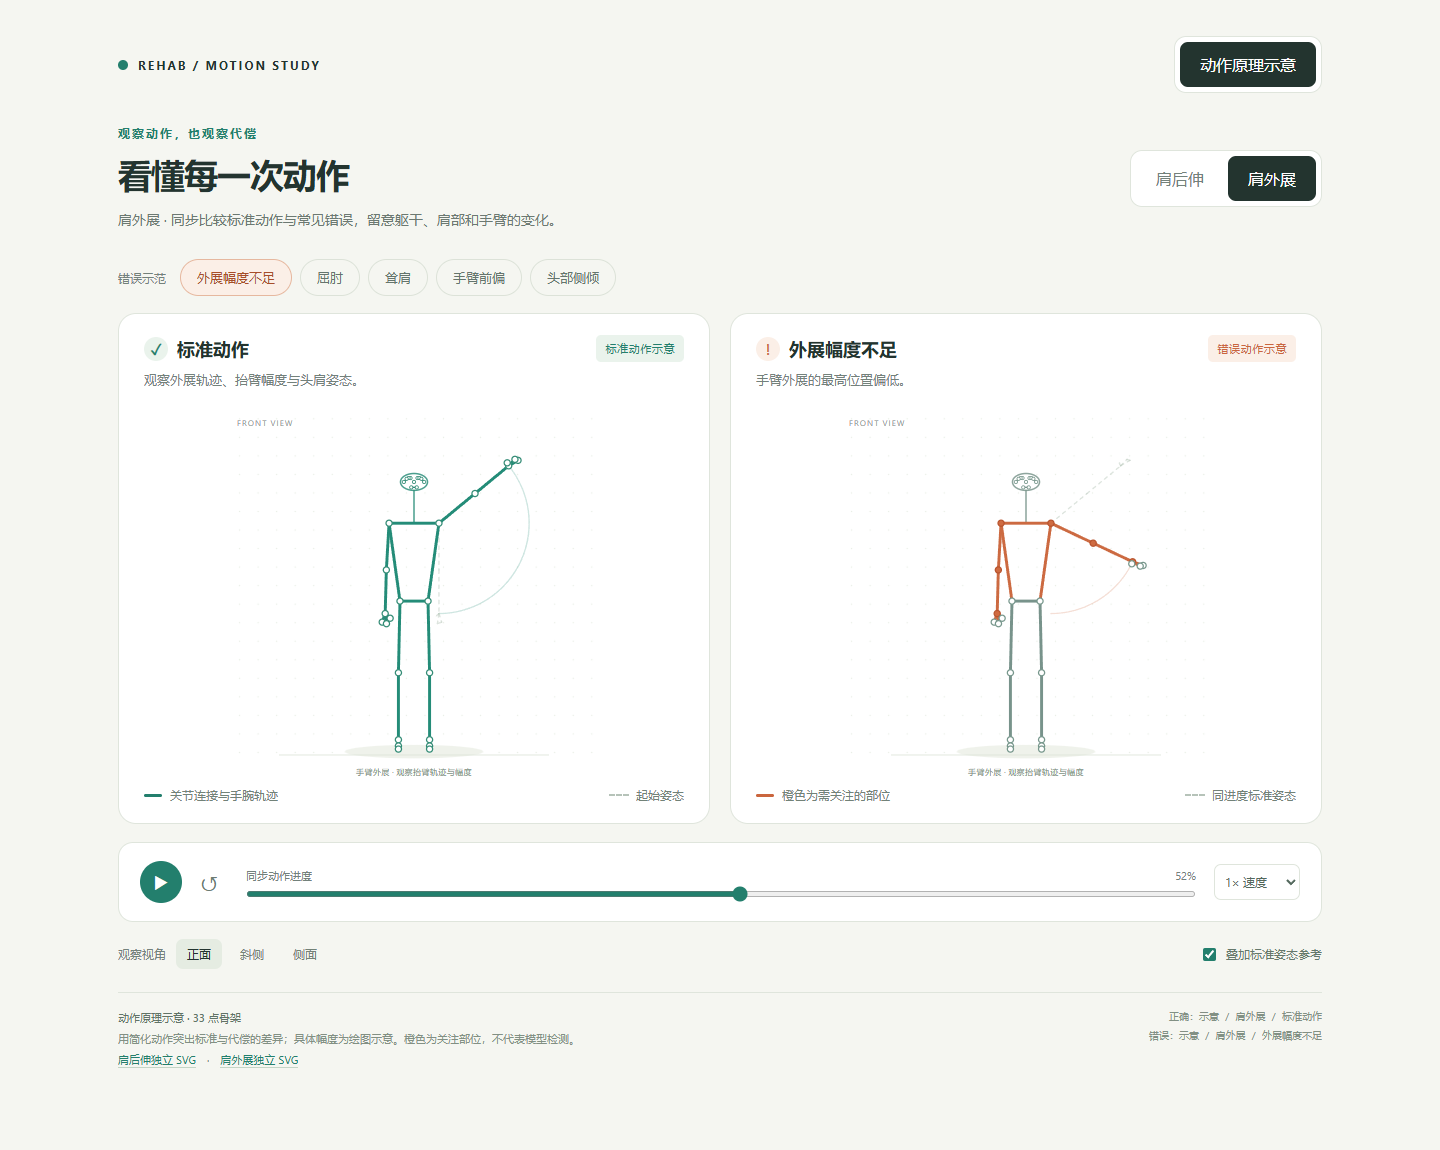 REHAB / MOTION STUDY
动作原理示意
观察动作，也观察代偿
看懂每一次动作
肩后伸
肩外展
肩外展 · 同步比较标准动作与常见错误，留意躯干、肩部和手臂的变化。
错误示范
外展幅度不足
屈肘
耸肩
手臂前偏
头部侧倾
标准动作
标准动作示意
观察外展轨迹、抬臂幅度与头肩姿态。
FRONT VIEW
手臂外展 · 观察抬臂轨迹与幅度
关节连接与手腕轨迹
起始姿态
外展幅度不足
错误动作示意
手臂外展的最高位置偏低。
FRONT VIEW
手臂外展 · 观察抬臂轨迹与幅度
橙色为需关注的部位
同进度标准姿态
同步动作进度
52%
1× 速度
观察视角
正面
斜侧
侧面
叠加标准姿态参考
动作原理示意 · 33 点骨架
用简化动作突出标准与代偿的差异；具体幅度为绘图示意。橙色为关注部位，不代表模型检测。
肩后伸独立 SVG · 肩外展独立 SVG
正确：示意 / 肩外展 / 标准动作
错误：示意 / 肩外展 / 外展幅度不足